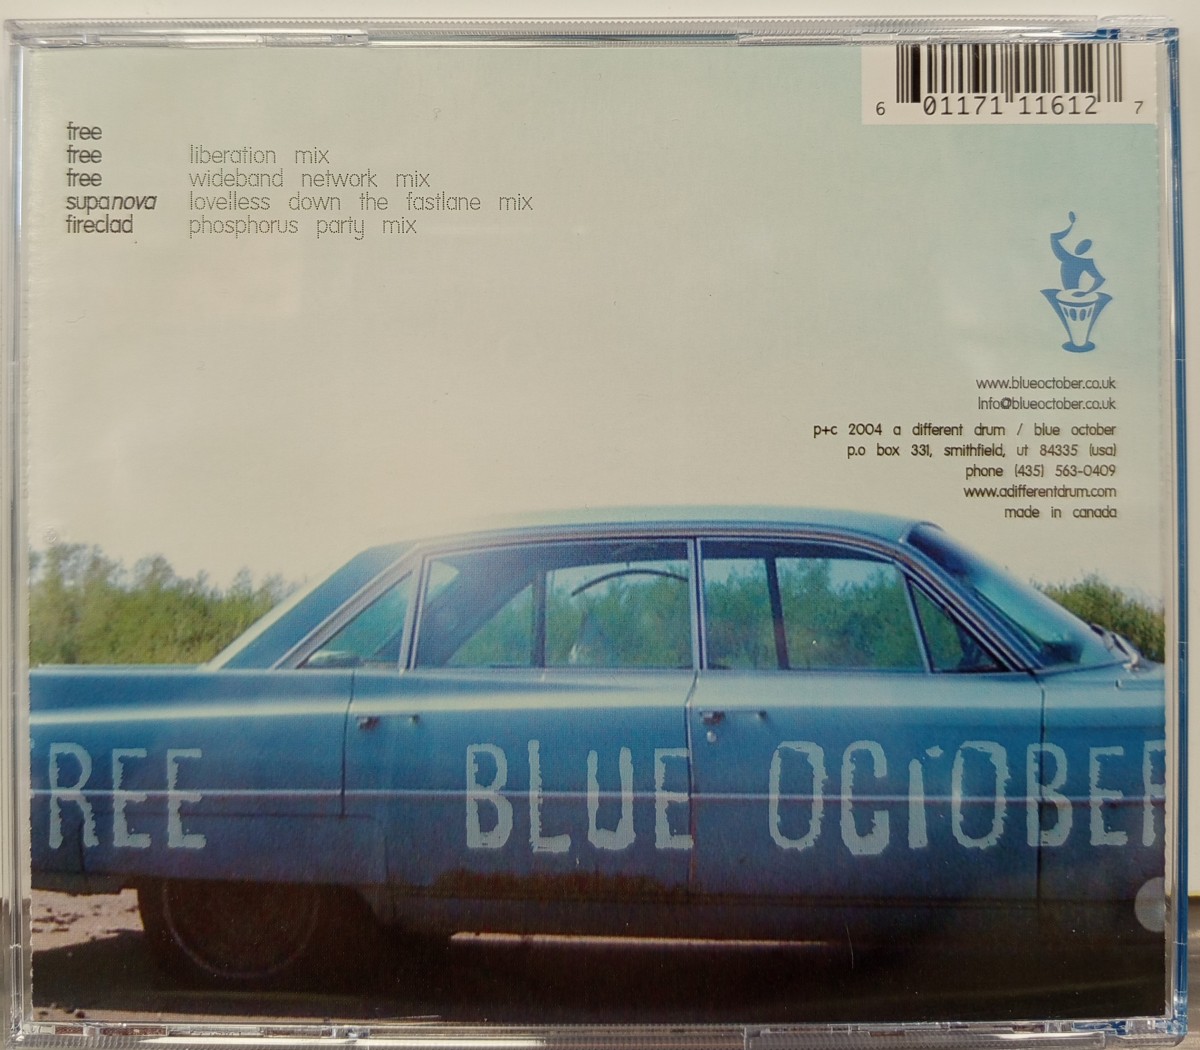 6 01171 11612 7
free
free liberation mix
free wideband network mix
supanova lovelless down the fastlane mix
fireclad phosphorus party mix
www.blueoctober.co.uk
Info@blueoctober.co.uk
p+c 2004 a different drum / blue october
p.o box 331, smithfield, ut 84335 (usa)
phone (435) 563-0409
www.adifferentdrum.com
made in canada
FREE BLUE OCTOBER